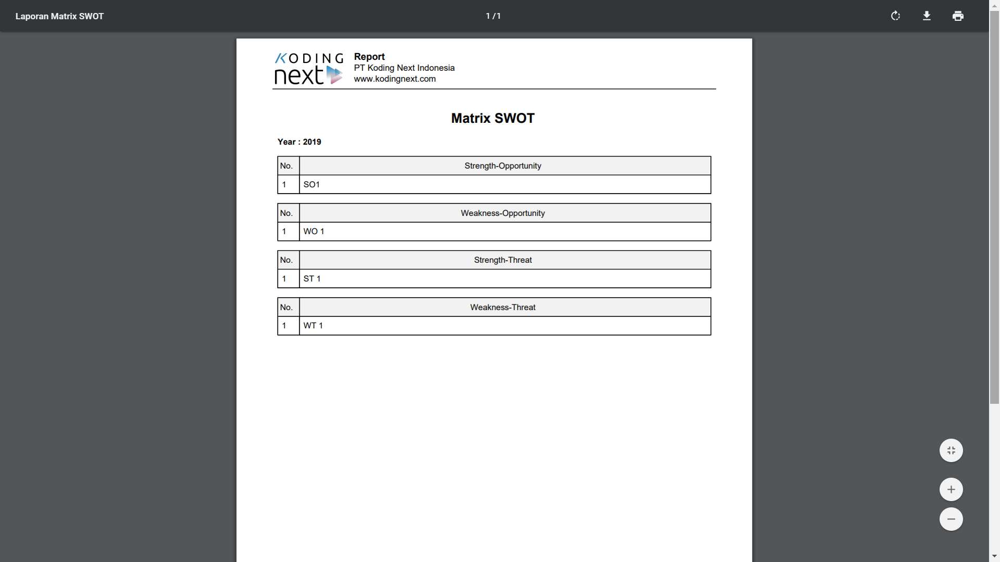 Laporan Matrix SWOT
1 / 1
KODING
next
Report
PT Koding Next Indonesia
www.kodingnext.com
Matrix SWOT
Year : 2019
No. Strength-Opportunity
1 SO1
No. Weakness-Opportunity
1 WO 1
No. Strength-Threat
1 ST 1
No. Weakness-Threat
1 WT 1